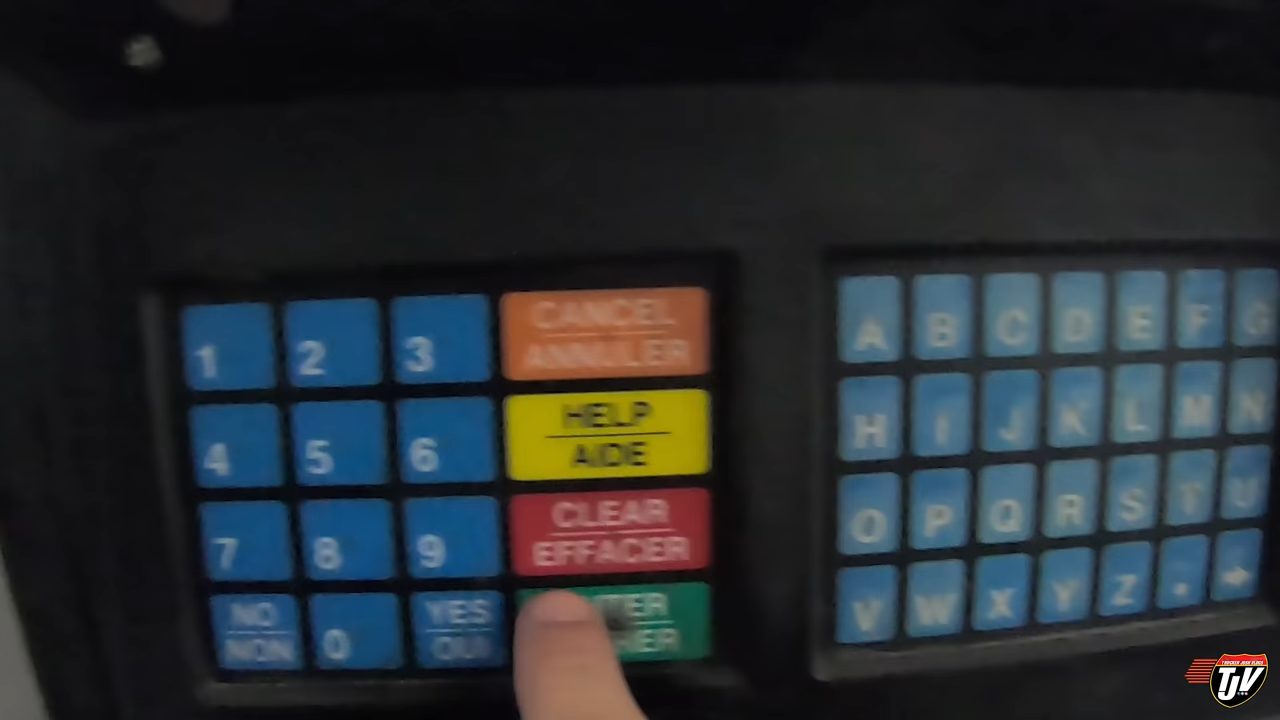 1 2 3 CANCEL
ANNULER
4 5 6 HELP
AIDE
7 8 9 CLEAR
EFFACER
NO
NON
0
YES
OUI
A B C D E F G
H I J K L M N
O P Q R S T U
V W X Y Z . →
TJV